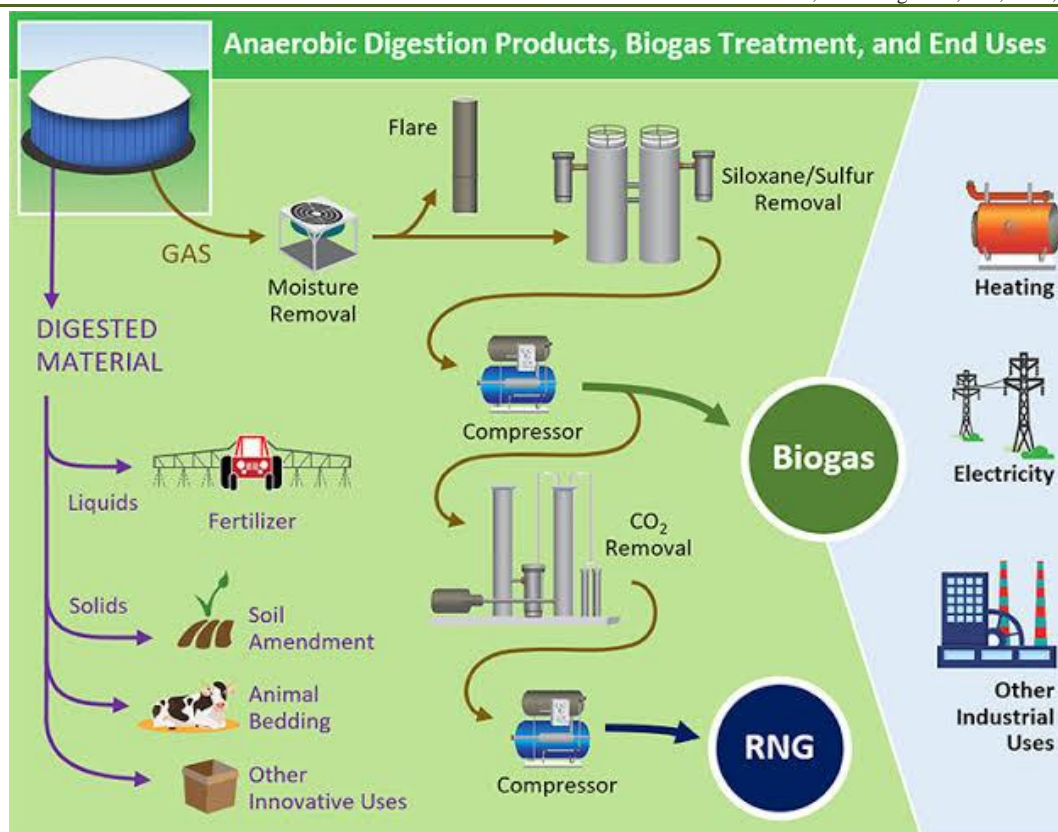 Anaerobic Digestion Products, Biogas Treatment, and End Uses
Flare
Siloxane/Sulfur
Removal
GAS
Moisture
Removal
Heating
DIGESTED
MATERIAL
Compressor
Biogas
Electricity
Liquids
Fertilizer
CO₂
Removal
Solids
Soil
Amendment
Animal
Bedding
Other
Industrial
Uses
RNG
Compressor
Other
Innovative Uses